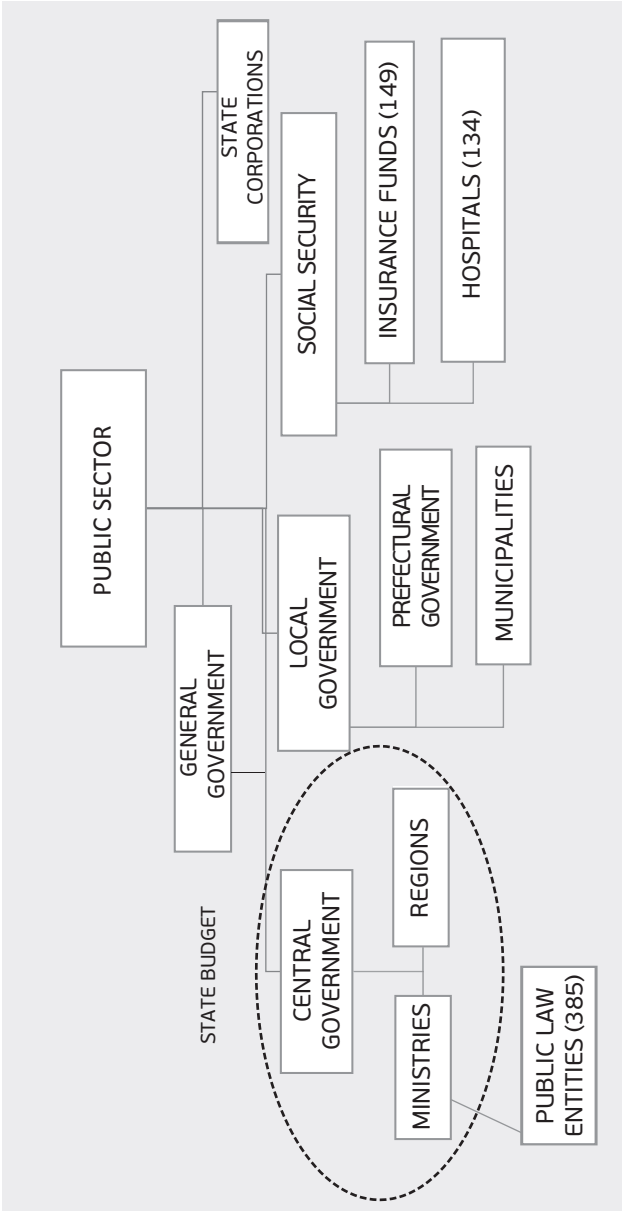 PUBLIC SECTOR
GENERAL
GOVERNMENT
STATE
CORPORATIONS
STATE BUDGET
CENTRAL
GOVERNMENT
LOCAL
GOVERNMENT
SOCIAL SECURITY
MINISTRIES
REGIONS
PREFECTURAL
GOVERNMENT
INSURANCE FUNDS (149)
MUNICIPALITIES
HOSPITALS (134)
PUBLIC LAW
ENTITIES (385)